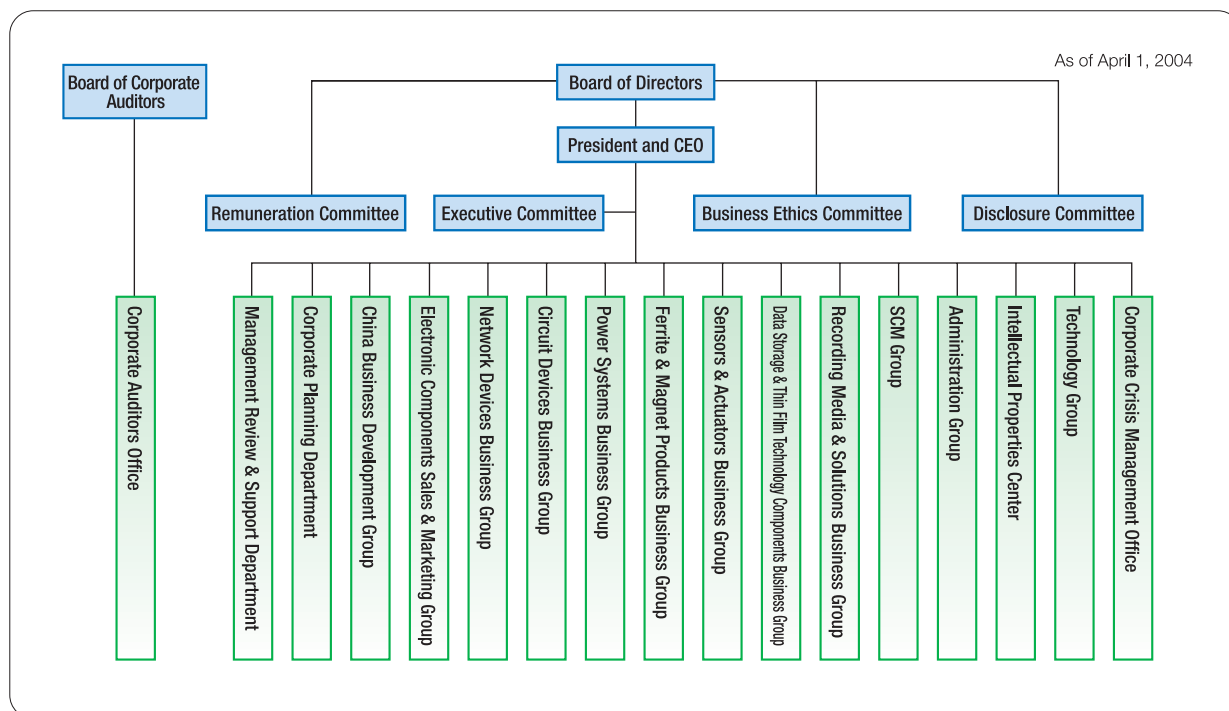 As of April 1, 2004
Board of Corporate
Auditors
Board of Directors
President and CEO
Remuneration Committee
Executive Committee
Business Ethics Committee
Disclosure Committee
Corporate Auditors Office
Management Review & Support Department
Corporate Planning Department
China Business Development Group
Electronic Components Sales & Marketing Group
Network Devices Business Group
Circuit Devices Business Group
Power Systems Business Group
Ferrite & Magnet Products Business Group
Sensors & Actuators Business Group
Data Storage & Thin Film Technology Components Business Group
Recording Media & Solutions Business Group
SCM Group
Administration Group
Intellectual Properties Center
Technology Group
Corporate Crisis Management Office